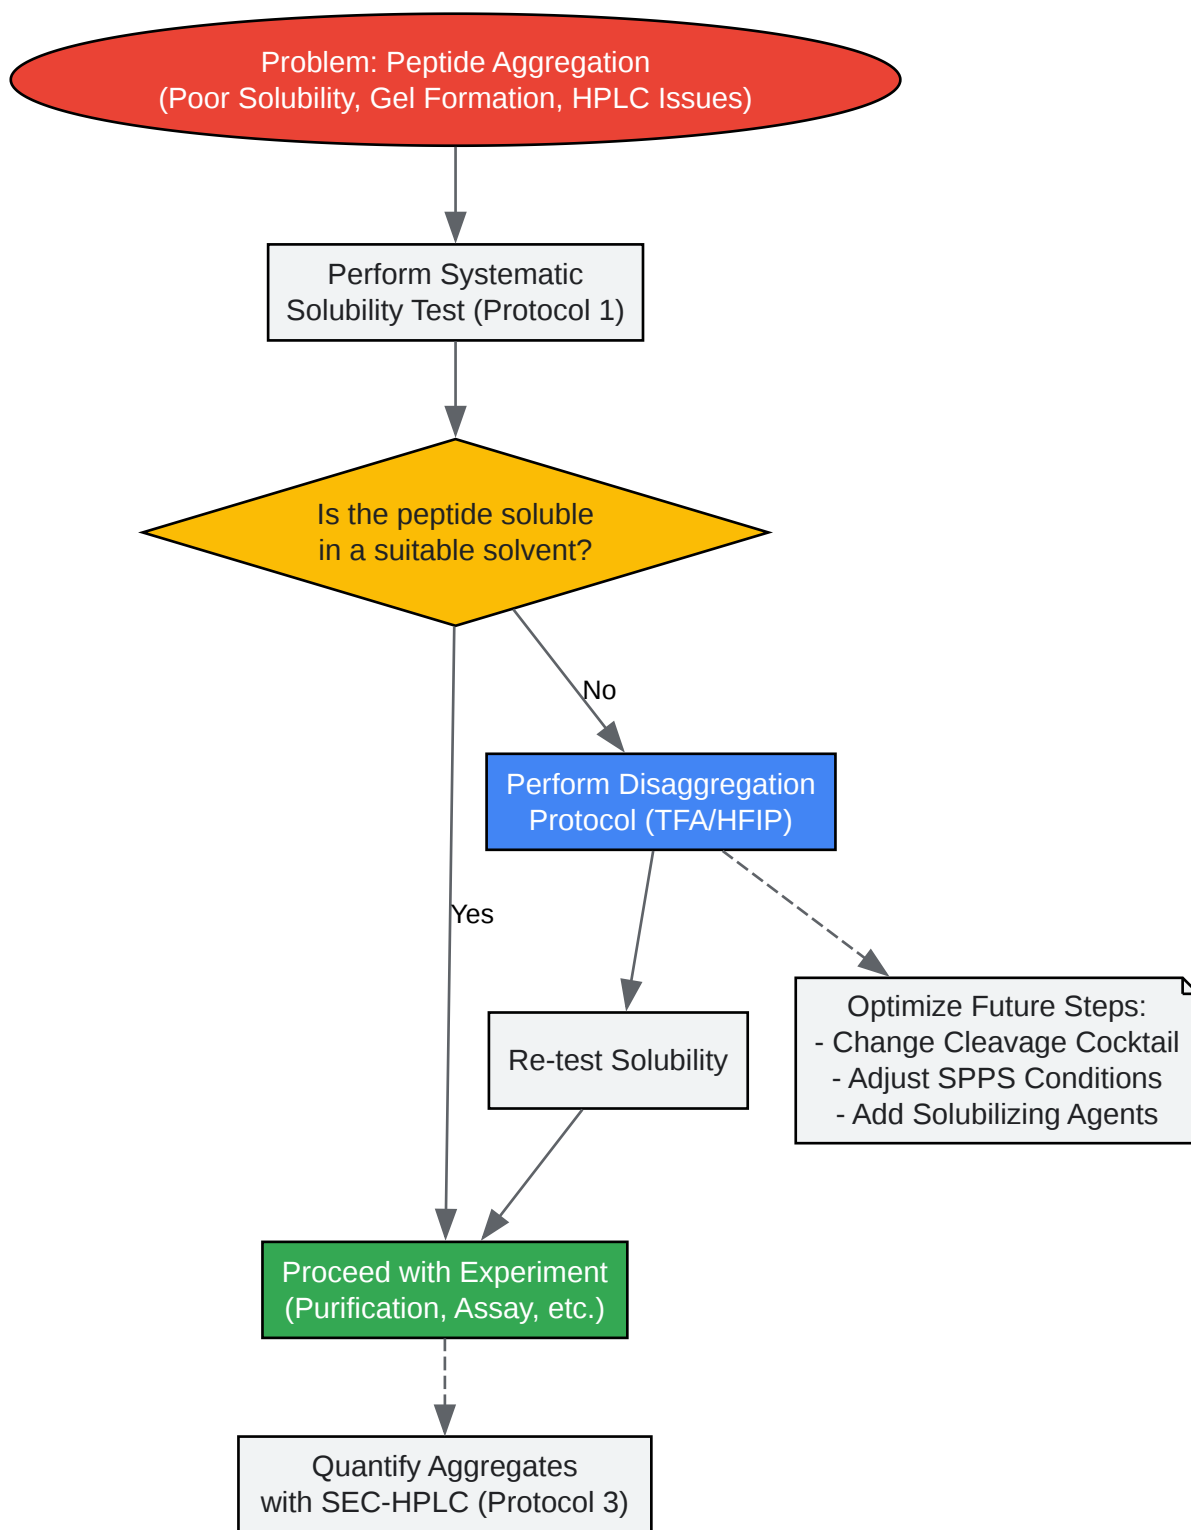 Problem: Peptide Aggregation
(Poor Solubility, Gel Formation, HPLC Issues)
Perform Systematic
Solubility Test (Protocol 1)
Is the peptide soluble
in a suitable solvent?
No
Perform Disaggregation
Protocol (TFA/HFIP)
Yes
Optimize Future Steps:
- Change Cleavage Cocktail
- Adjust SPPS Conditions
- Add Solubilizing Agents
Re-test Solubility
Proceed with Experiment
(Purification, Assay, etc.)
Quantify Aggregates
with SEC-HPLC (Protocol 3)